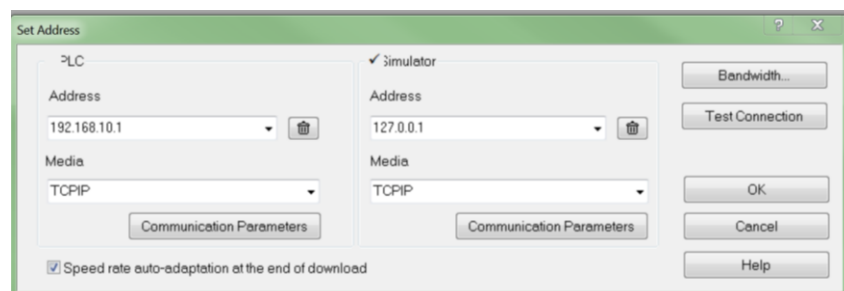 Set Address
PLC
Simulator
Bandwidth...
Address
Address
Test Connection
192.168.10.1
127.0.0.1
Media
Media
TCPIP
TCPIP
OK
Communication Parameters
Communication Parameters
Cancel
Speed rate auto-adaptation at the end of download
Help